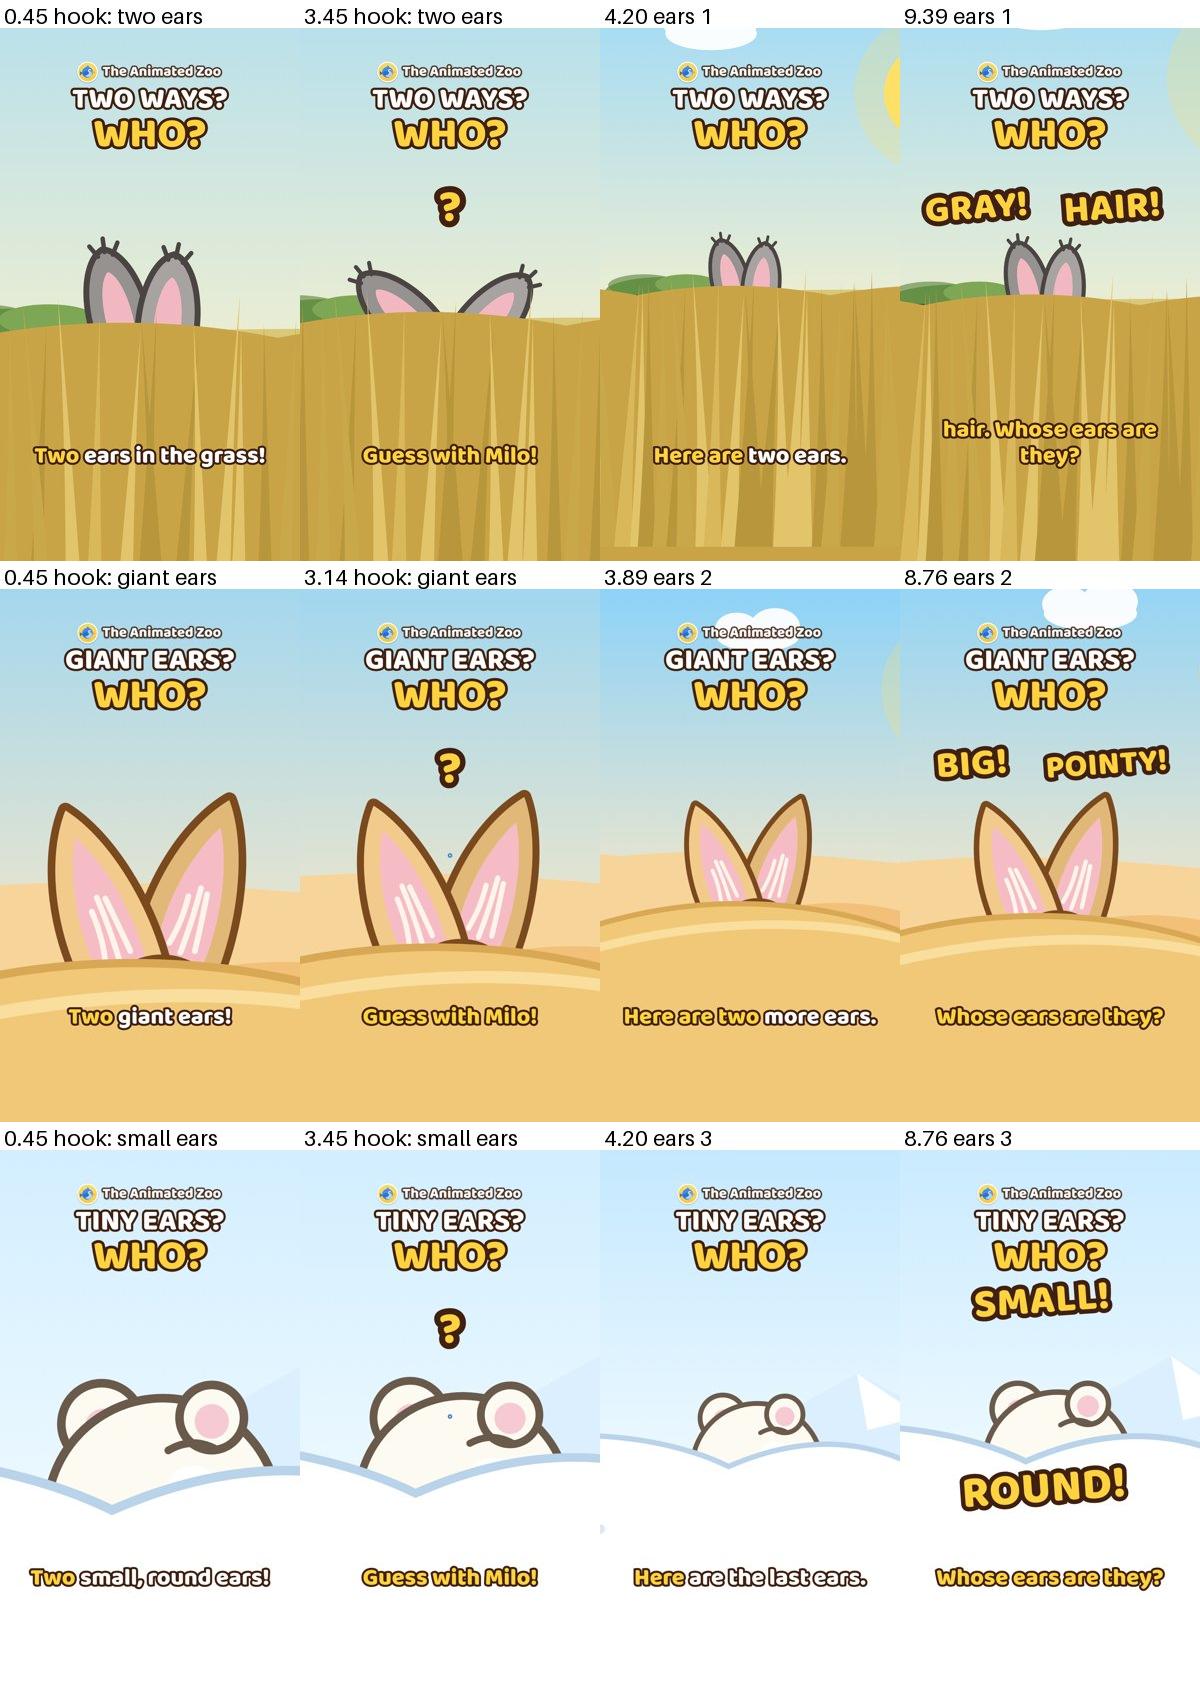 0.45 hook: two ears
The Animated Zoo
TWO WAYS?
WHO?
Two ears in the grass!
3.45 hook: two ears
The Animated Zoo
TWO WAYS?
WHO?
?
Guess with Milo!
4.20 ears 1
The Animated Zoo
TWO WAYS?
WHO?
Here are two ears.
9.39 ears 1
The Animated Zoo
TWO WAYS?
WHO?
GRAY! HAIR!
hair. Whose ears are
they?
0.45 hook: giant ears
The Animated Zoo
GIANT EARS?
WHO?
Two giant ears!
3.14 hook: giant ears
The Animated Zoo
GIANT EARS?
WHO?
?
Guess with Milo!
3.89 ears 2
The Animated Zoo
GIANT EARS?
WHO?
Here are two more ears.
8.76 ears 2
The Animated Zoo
GIANT EARS?
WHO?
BIG! POINTY!
Whose ears are they?
0.45 hook: small ears
The Animated Zoo
TINY EARS?
WHO?
Two small, round ears!
3.45 hook: small ears
The Animated Zoo
TINY EARS?
WHO?
?
Guess with Milo!
4.20 ears 3
The Animated Zoo
TINY EARS?
WHO?
Here are the last ears.
8.76 ears 3
The Animated Zoo
TINY EARS?
WHO?
SMALL!
ROUND!
Whose ears are they?